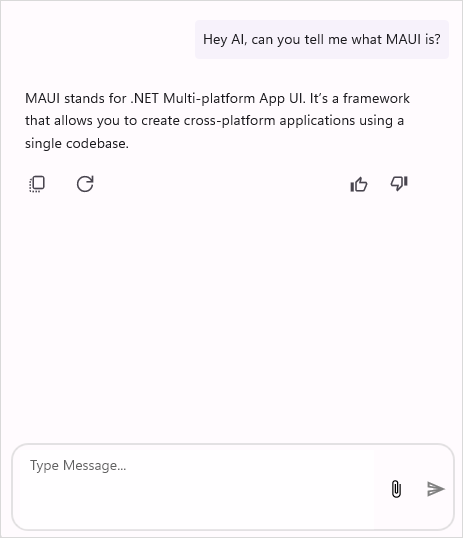 Hey AI, can you tell me what MAUI is?
MAUI stands for .NET Multi-platform App UI. It’s a framework
that allows you to create cross-platform applications using a
single codebase.
Type Message...